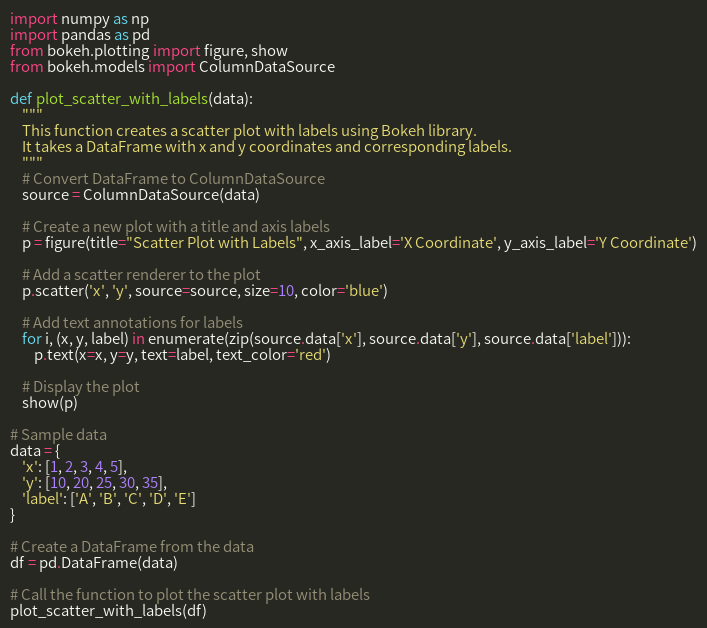 import numpy as np
import pandas as pd
from bokeh.plotting import figure, show
from bokeh.models import ColumnDataSource

def plot_scatter_with_labels(data):
    """
    This function creates a scatter plot with labels using Bokeh library.
    It takes a DataFrame with x and y coordinates and corresponding labels.
    """
    # Convert DataFrame to ColumnDataSource
    source = ColumnDataSource(data)

    # Create a new plot with a title and axis labels
    p = figure(title="Scatter Plot with Labels", x_axis_label='X Coordinate', y_axis_label='Y Coordinate')

    # Add a scatter renderer to the plot
    p.scatter('x', 'y', source=source, size=10, color='blue')

    # Add text annotations for labels
    for i, (x, y, label) in enumerate(zip(source.data['x'], source.data['y'], source.data['label'])):
        p.text(x=x, y=y, text=label, text_color='red')

    # Display the plot
    show(p)

# Sample data
data = {
    'x': [1, 2, 3, 4, 5],
    'y': [10, 20, 25, 30, 35],
    'label': ['A', 'B', 'C', 'D', 'E']
}

# Create a DataFrame from the data
df = pd.DataFrame(data)

# Call the function to plot the scatter plot with labels
plot_scatter_with_labels(df)